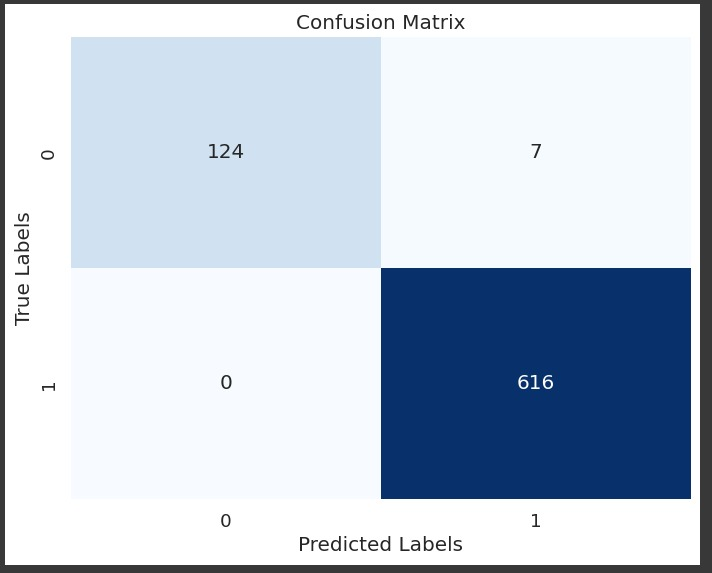 Confusion Matrix
True Labels
0
124
7
1
0
616
0
1
Predicted Labels